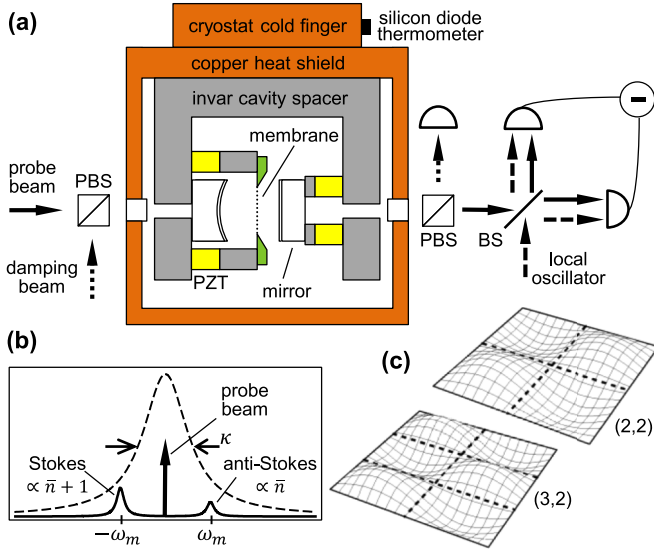 (a)
cryostat cold finger
silicon diode
thermometer
copper heat shield
invar cavity spacer
membrane
probe
beam
PBS
damping
beam
PZT
mirror
PBS
BS
local
oscillator
−
(b)
probe
beam
κ
Stokes
∝ n̄ + 1
anti-Stokes
∝ n̄
−ωₘ
ωₘ
(c)
(2,2)
(3,2)